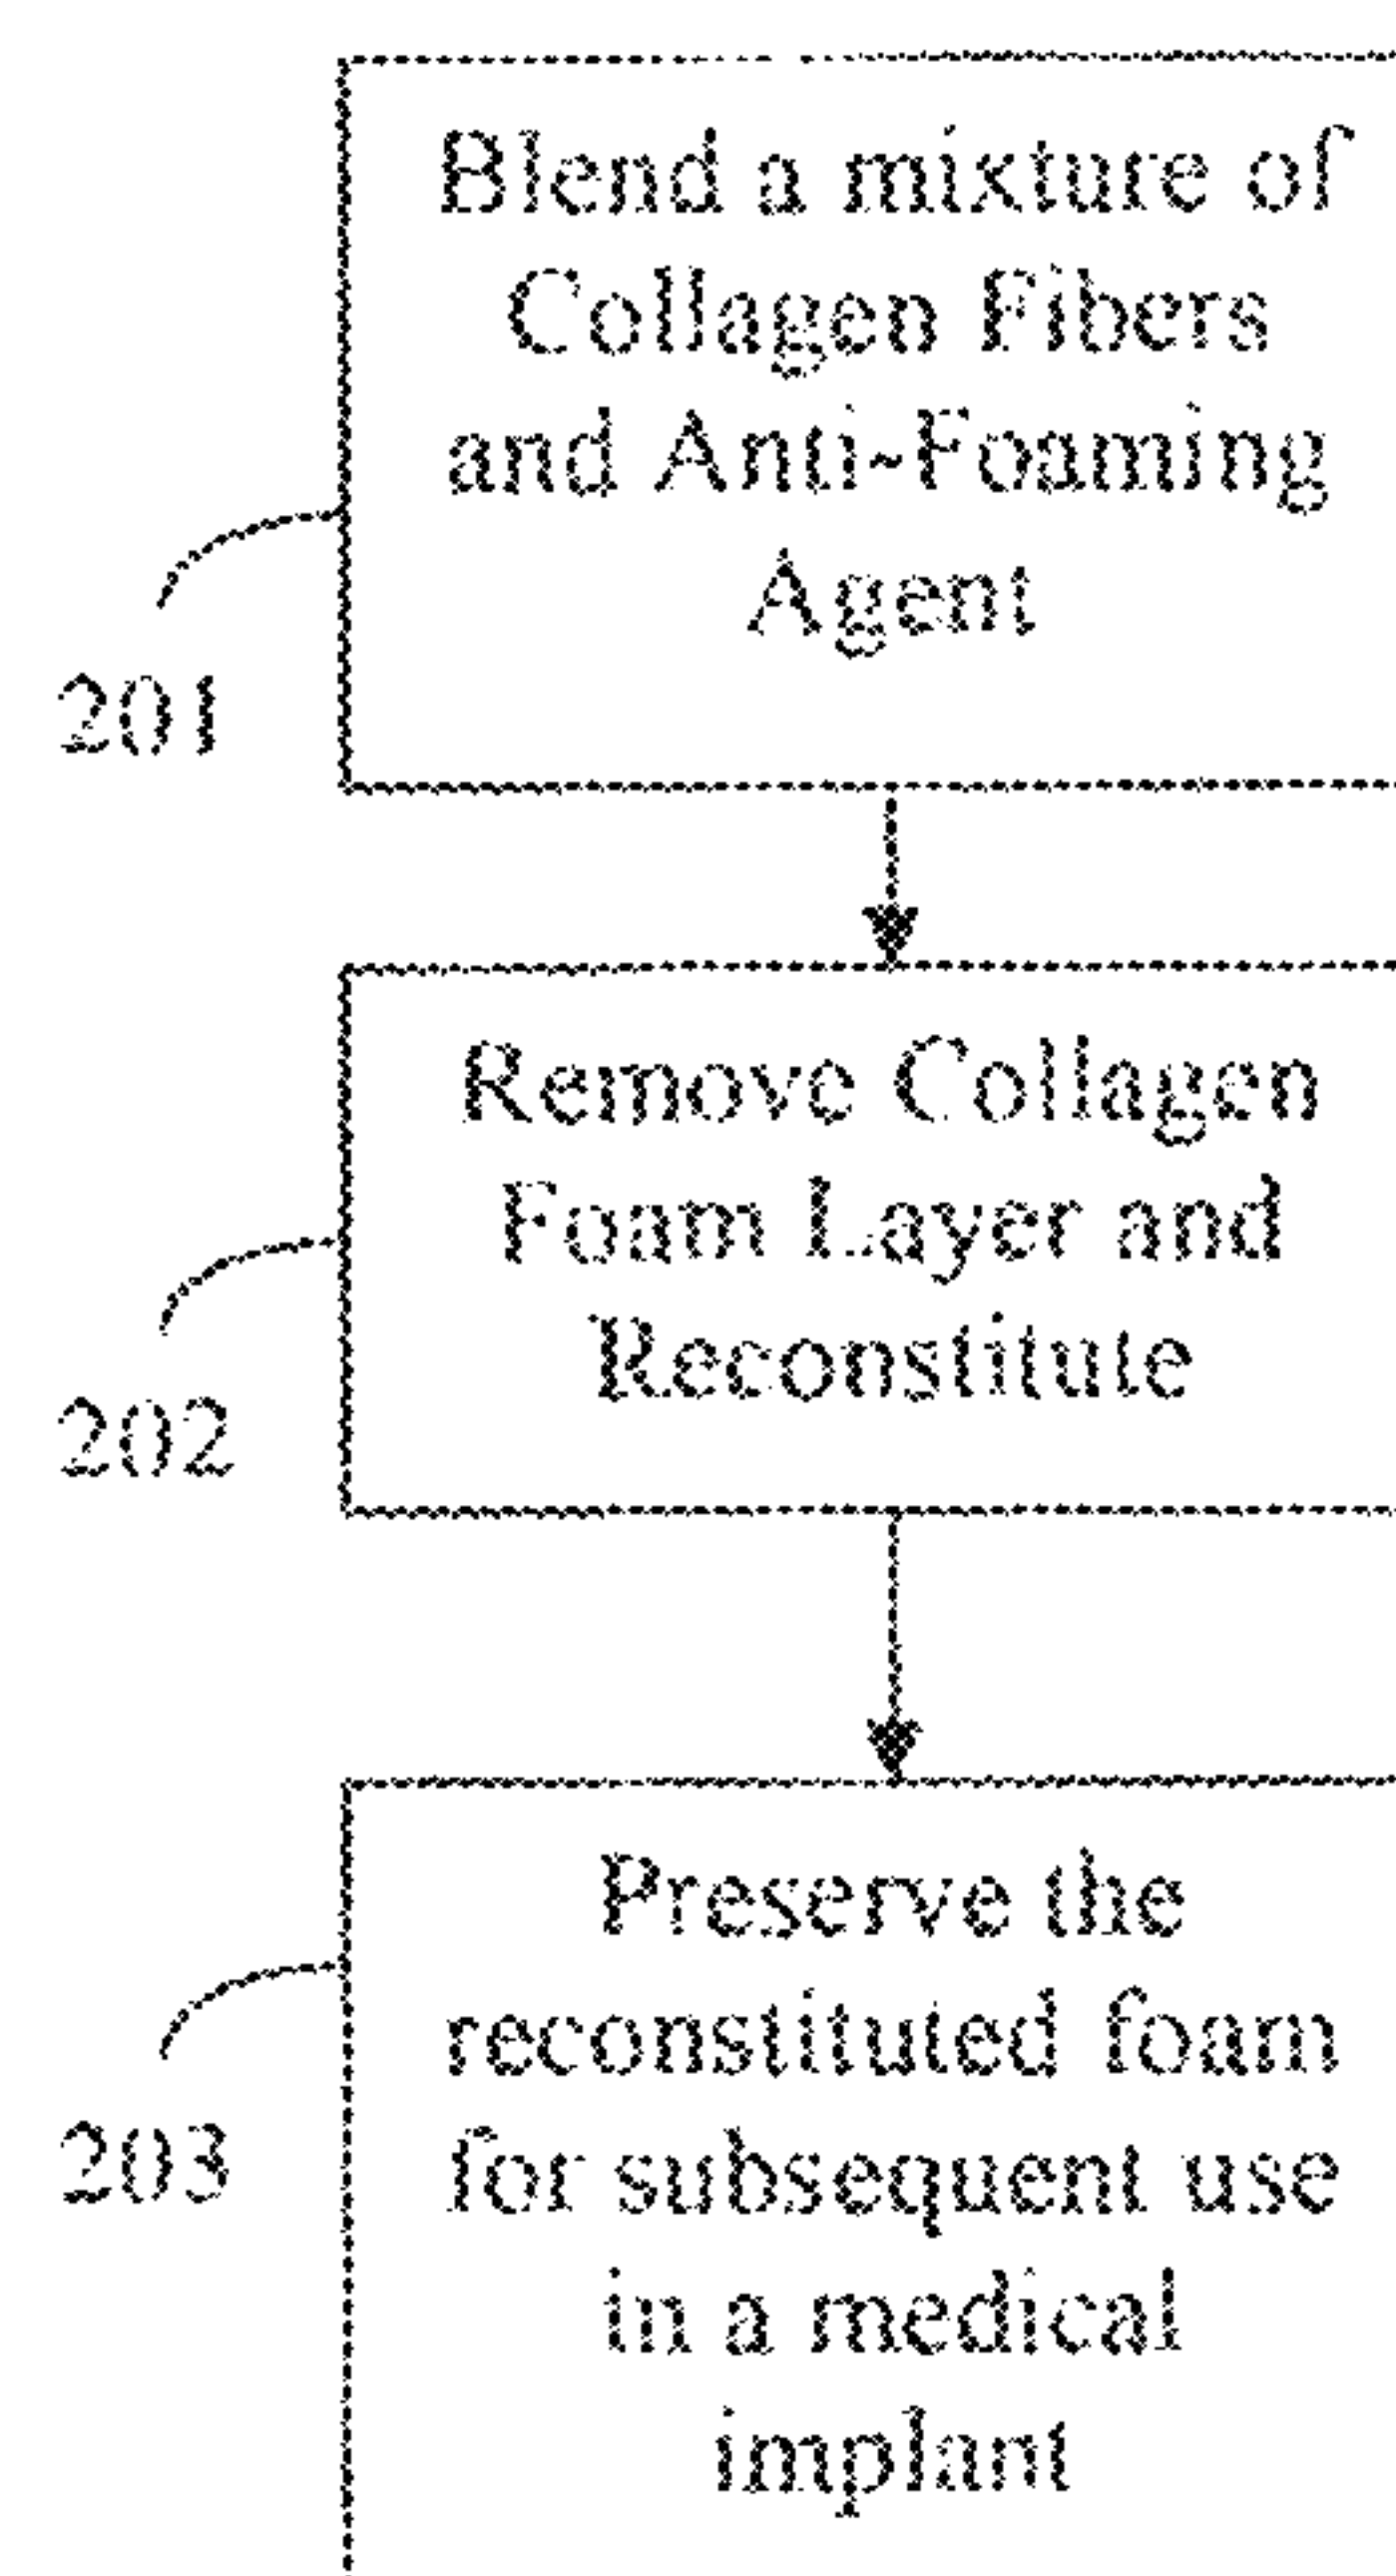 Blend a mixture of
Collagen Fibers
and Anti-Foaming
Agent
201
Remove Collagen
Foam Layer and
Reconstitute
202
Preserve the
reconstituted foam
for subsequent use
in a medical
implant
203